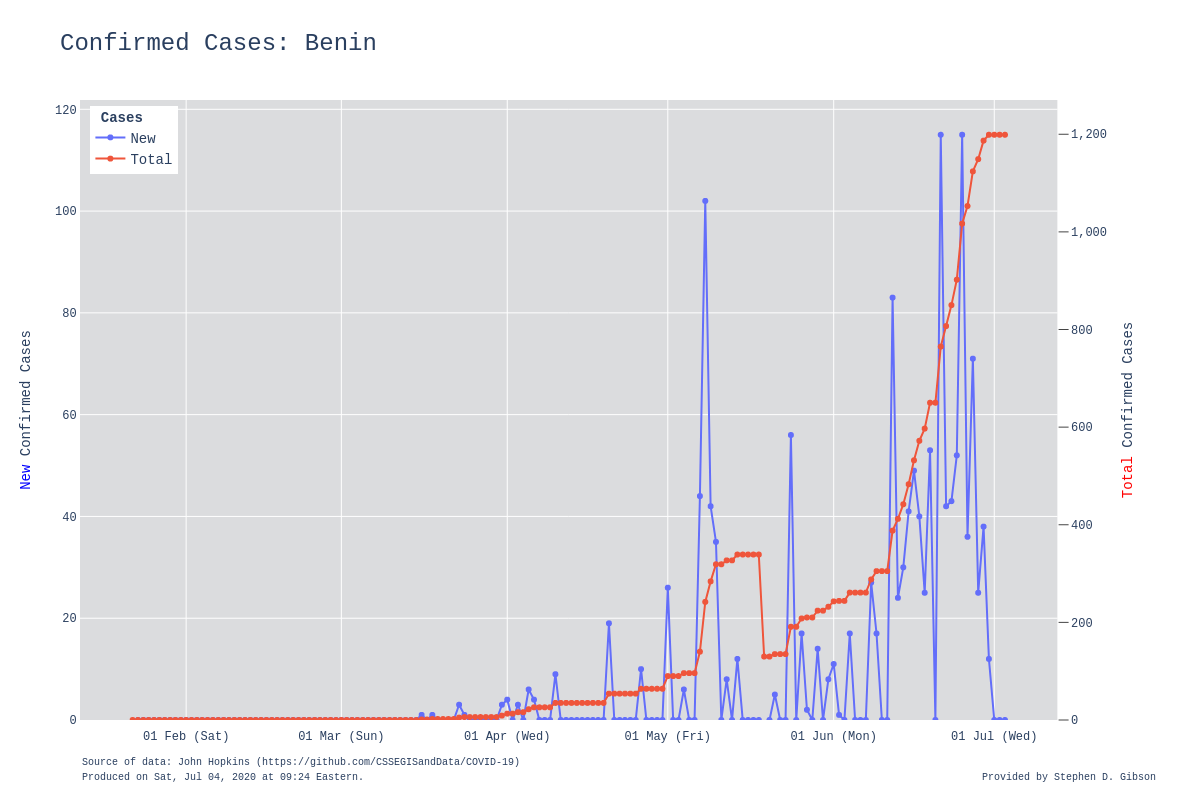 Confirmed Cases: Benin
Cases
New
Total
120
100
80
60
40
20
0
1,200
1,000
800
600
400
200
0
New Confirmed Cases
Total Confirmed Cases
01 Feb (Sat)
01 Mar (Sun)
01 Apr (Wed)
01 May (Fri)
01 Jun (Mon)
01 Jul (Wed)
Source of data: John Hopkins (https://github.com/CSSEGISandData/COVID-19)
Produced on Sat, Jul 04, 2020 at 09:24 Eastern.
Provided by Stephen D. Gibson